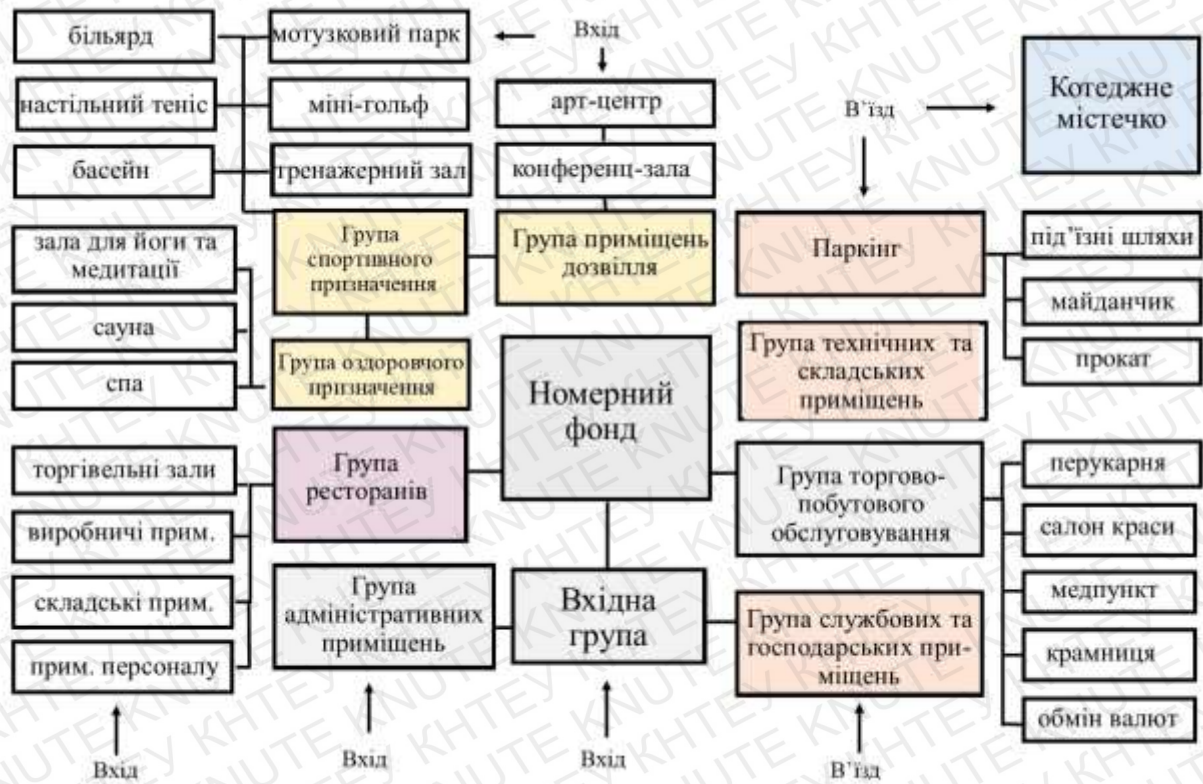 більярд
мотузковий парк
Вхід
настільний теніс
міні-гольф
арт-центр
В'їзд
Котеджне
містечко
басейн
тренажерний зал
конференц-зала
зала для йоги та
медитації
сауна
спа
Група
спортивного
призначення
Група приміщень
дозвілля
Паркінг
під'їзні шляхи
майданчик
прокат
Група оздоровчого
призначення
Номерний
фонд
Група технічних та
складських
приміщень
торгівельні зали
виробничі прим.
складські прим.
прим. персоналу
Група
ресторанів
Група торгово-
побутового
обслуговування
перукарня
салон краси
медпункт
крамниця
обмін валют
Група
адміністративних
приміщень
Вхідна
група
Група службових та
господарських при-
міщень
Вхід
Вхід
Вхід
В'їзд
KNUTE КНТЕУ KNUTE КНТЕУ